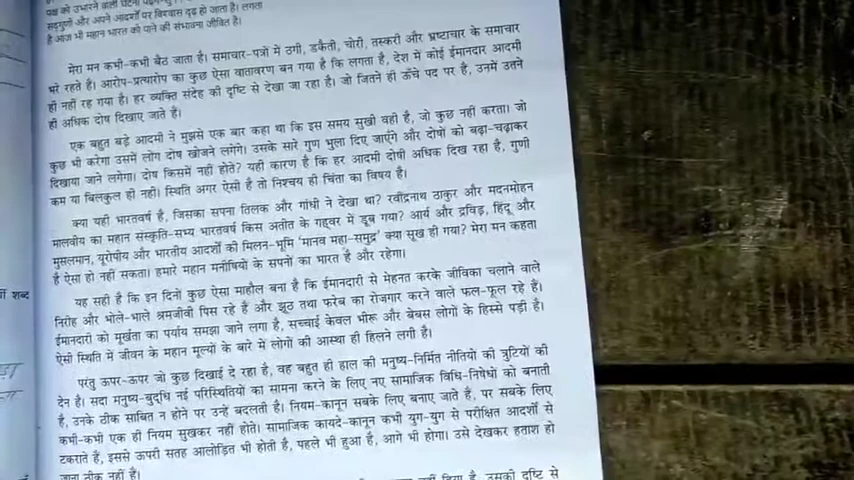 सद्गुणों और अपने आदर्शों पर विश्वास दृढ़ हो जाता है। लगता
है आज भी महान भारत को पाने की संभावना जीवित है।
मेरा मन कभी-कभी बैठ जाता है। समाचार-पत्रों में ठगी, डकैती, चोरी, तस्करी और भ्रष्टाचार के समाचार
भरे रहते हैं। आरोप-प्रत्यारोप का कुछ ऐसा वातावरण बन गया है कि लगता है, देश में कोई ईमानदार आदमी
ही नहीं रह गया है। हर व्यक्ति संदेह की दृष्टि से देखा जा रहा है। जो जितने ही ऊँचे पद पर है, उनमें उतने
ही अधिक दोष दिखाए जाते हैं।
एक बहुत बड़े आदमी ने मुझसे एक बार कहा था कि इस समय सुखी वही है, जो कुछ नहीं करता। जो
कुछ भी करेगा उसमें लोग दोष खोजने लगेंगे। उसके सारे गुण भुला दिए जाएँगे और दोषों को बढ़ा-चढ़ाकर
दिखाया जाने लगेगा। दोष किसमें नहीं होते? यही कारण है कि हर आदमी दोषी अधिक दिख रहा है, गुणी
कम या बिलकुल ही नहीं। स्थिति अगर ऐसी है तो निश्चय ही चिंता का विषय है।
क्या यही भारतवर्ष है, जिसका सपना तिलक और गांधी ने देखा था? रवींद्रनाथ ठाकुर और मदनमोहन
मालवीय का महान संस्कृति-सभ्य भारतवर्ष किस अतीत के गह्वर में डूब गया? आर्य और द्रविड़, हिंदू और
मुसलमान, यूरोपीय और भारतीय आदर्शों की मिलन-भूमि 'मानव महा-समुद्र' क्या सूख ही गया? मेरा मन कहता
है ऐसा हो नहीं सकता। हमारे महान मनीषियों के सपनों का भारत है और रहेगा।
यह सही है कि इन दिनों कुछ ऐसा माहौल बना है कि ईमानदारी से मेहनत करके जीविका चलाने वाले
निरीह और भोले-भाले श्रमजीवी पिस रहे हैं और झूठ तथा फरेब का रोजगार करने वाले फल-फूल रहे हैं।
ईमानदारी को मूर्खता का पर्याय समझा जाने लगा है, सच्चाई केवल भीरू और बेबस लोगों के हिस्से पड़ी है।
ऐसी स्थिति में जीवन के महान मूल्यों के बारे में लोगों की आस्था ही हिलने लगी है।
र्ण शब्द
परंतु ऊपर-ऊपर जो कुछ दिखाई दे रहा है, वह बहुत ही हाल की मनुष्य-निर्मित नीतियों की त्रुटियों की
देन है। सदा मनुष्य-बुद्धि नई परिस्थितियों का सामना करने के लिए नए सामाजिक विधि-निषेधों को बनाती
है, उनके ठीक साबित न होने पर उन्हें बदलती है। नियम-कानून सबके लिए बनाए जाते हैं, पर सबके लिए
कभी-कभी एक ही नियम सुखकर नहीं होते। सामाजिक कायदे-कानून कभी युग-युग से परीक्षित आदर्शों से
टकराते हैं, इससे ऊपरी सतह आलोड़ित भी होती है, पहले भी हुआ है, आगे भी होगा। उसे देखकर हताश हो
जाना ठीक नहीं है।
नहीं दिया है, उसकी दृष्टि से